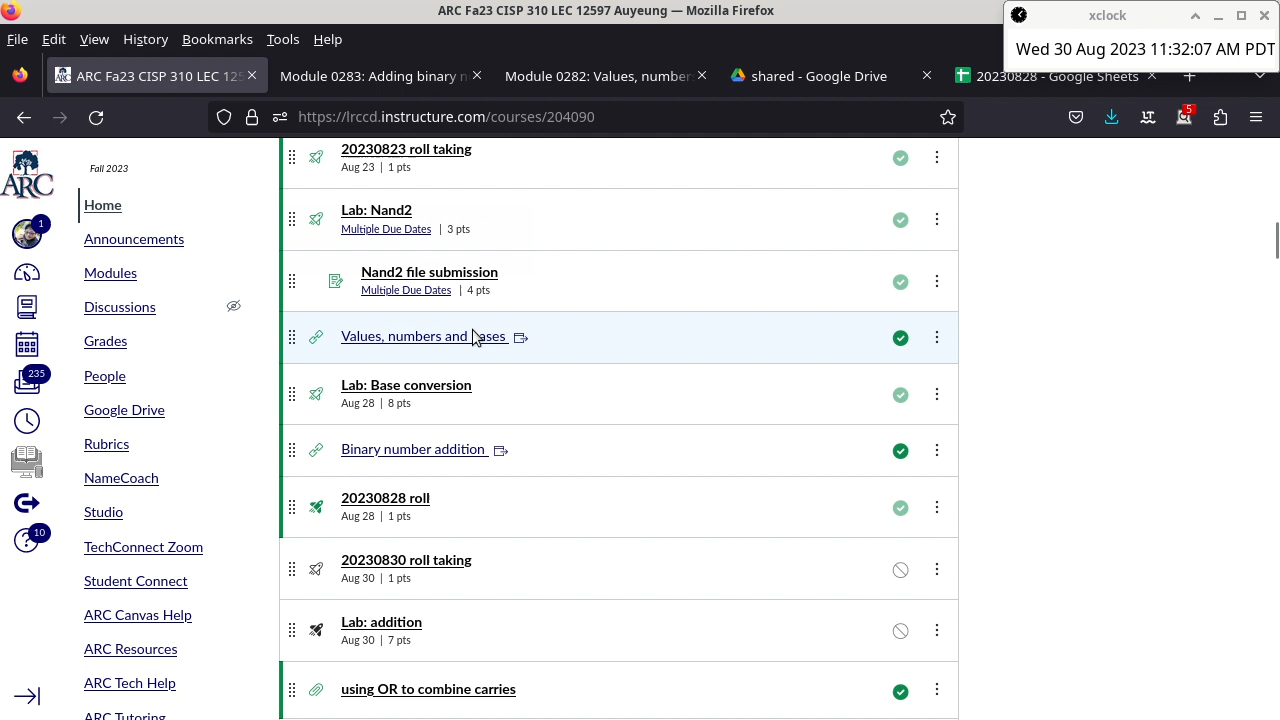 ARC Fa23 CISP 310 LEC 12597 Auyeung — Mozilla Firefox
xclock
Wed 30 Aug 2023 11:32:07 AM PDT
File Edit View History Bookmarks Tools Help
ARC Fa23 CISP 310 LEC 125
Module 0283: Adding binary n
Module 0282: Values, number
shared - Google Drive
20230828 - Google Sheets
https://lrccd.instructure.com/courses/204090
5
ARC
1
235
10
Fall 2023
Home
Announcements
Modules
Discussions
Grades
People
Google Drive
Rubrics
NameCoach
Studio
TechConnect Zoom
Student Connect
ARC Canvas Help
ARC Resources
ARC Tech Help
ARC Tutoring
20230823 roll taking
Aug 23 | 1 pts
Lab: Nand2
Multiple Due Dates | 3 pts
Nand2 file submission
Multiple Due Dates | 4 pts
Values, numbers and bases
Lab: Base conversion
Aug 28 | 8 pts
Binary number addition
20230828 roll
Aug 28 | 1 pts
20230830 roll taking
Aug 30 | 1 pts
Lab: addition
Aug 30 | 7 pts
using OR to combine carries